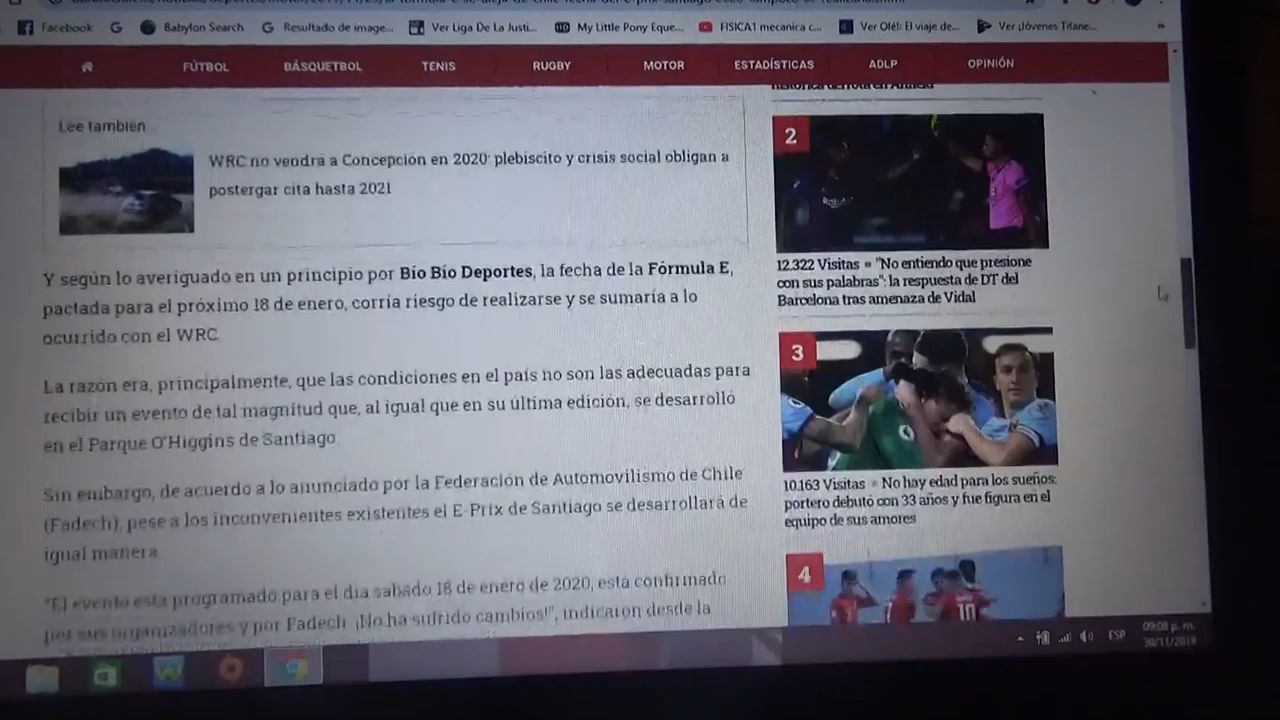 Facebook
Babylon Search
Resultado de image...
Ver Liga De La Justi...
My Little Pony Eque...
FISICA1 mecanica c...
Ver Olé!: El viaje de...
Ver Jóvenes Titane...
»
FÚTBOL
BÁSQUETBOL
TENIS
RUGBY
MOTOR
ESTADÍSTICAS
ADLP
OPINIÓN
Lee también
WRC no vendrá a Concepción en 2020: plebiscito y crisis social obligan a
postergar cita hasta 2021
Y según lo averiguado en un principio por Bío Bío Deportes, la fecha de la Fórmula E,
pactada para el próximo 18 de enero, corría riesgo de realizarse y se sumaría a lo
ocurrido con el WRC
La razón era, principalmente, que las condiciones en el país no son las adecuadas para
recibir un evento de tal magnitud que, al igual que en su última edición, se desarrolló
en el Parque O'Higgins de Santiago
Sin embargo, de acuerdo a lo anunciado por la Federación de Automovilismo de Chile
(Fadech), pese a los inconvenientes existentes el E-Prix de Santiago se desarrollará de
igual manera
"El evento está programado para el día sábado 18 de enero de 2020, está confirmado
por sus organizadores y por Fadech. ¡No ha sufrido cambios!", indicaron desde la
2
12.322 Visitas "No entiendo que presione
con sus palabras": la respuesta de DT del
Barcelona tras amenaza de Vidal
3
10.163 Visitas No hay edad para los sueños:
portero debutó con 33 años y fue figura en el
equipo de sus amores
4
10
ESP
09:08 p. m.
30/11/2019